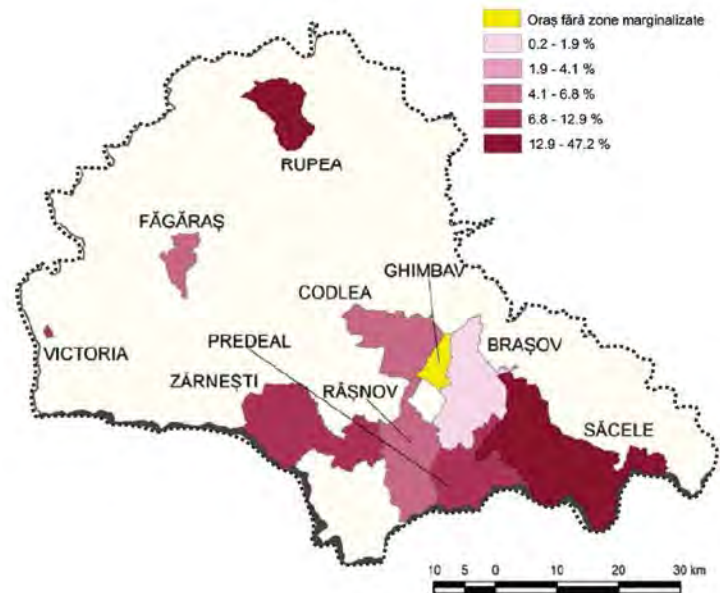 Oraș fără zone marginalizate
0.2 - 1.9 %
1.9 - 4.1 %
4.1 - 6.8 %
6.8 - 12.9 %
12.9 - 47.2 %
RUPEA
FĂGĂRAȘ
GHIMBAV
CODLEA
PREDEAL
BRAȘOV
VICTORIA
ZĂRNEȘTI
RÂȘNOV
SĂCELE
10 5 0 10 20 30 km